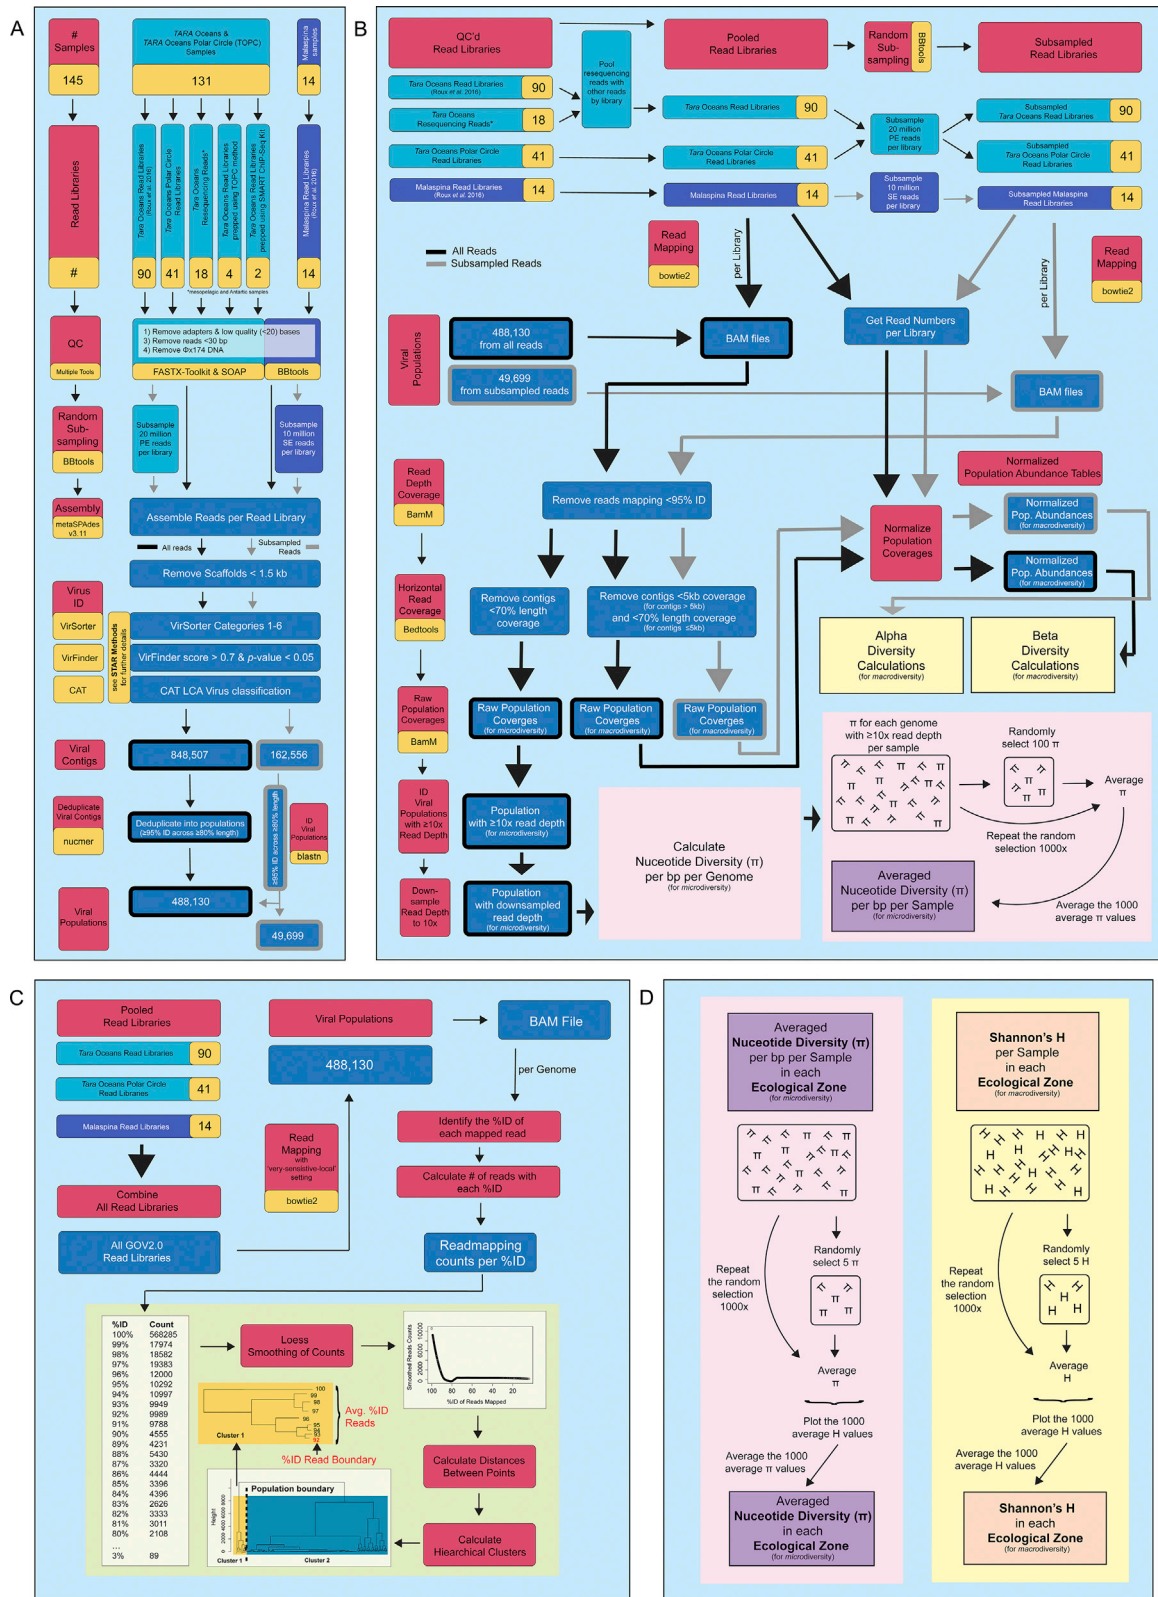 A
#
Samples
145
TARA Oceans &
TARA Oceans Polar Circle (TOPC)
Samples
131
Malaspina
samples
14
Read Libraries
#
Tara Oceans Read Libraries
(Roux et al. 2016)
90
Tara Oceans Polar Circle
Read Libraries
41
Tara Oceans
Resequencing Reads*
18
Tara Oceans Read Libraries
prepped using TOPC method
4
Tara Oceans Read Libraries
prepped using SMART ChIP-Seq Kit
2
Malaspina Read Libraries
(Roux et al. 2016)
14
*mesopelagic and Antartic samples
QC
Multiple Tools
1) Remove adapters & low quality (<20) bases
3) Remove reads <30 bp
4) Remove Φx174 DNA
FASTX-Toolkit & SOAP
BBtools
Random
Sub-
sampling
BBtools
Subsample
20 million
PE reads
per library
Subsample
10 million
SE reads
per library
Assembly
metaSPAdes
v3.11
Assemble Reads per Read Library
All reads
Subsampled
Reads
Remove Scaffolds < 1.5 kb
Virus
ID
VirSorter
VirFinder
CAT
see STAR Methods
for further details
VirSorter Categories 1-6
VirFinder score > 0.7 & p-value < 0.05
CAT LCA Virus classification
Viral
Contigs
848,507
162,556
Deduplicate
Viral Contigs
nucmer
Deduplicate into populations
(≥95% ID across ≥80% length)
≥95% ID across ≥80% length
ID
Viral
Populations
blastn
Viral
Populations
488,130
49,699
B
QC'd
Read Libraries
Pooled
Read Libraries
Random
Sub-
sampling
BBtools
Subsampled
Read Libraries
Pool
resequencing
reads with
other reads
by library
Tara Oceans Read Libraries
(Roux et al. 2016)
90
Tara Oceans
Resequencing Reads*
18
Tara Oceans Polar Circle
Read Libraries
41
Malaspina Read Libraries
(Roux et al. 2016)
14
Tara Oceans Read Libraries
90
Tara Oceans Polar Circle
Read Libraries
41
Malaspina Read Libraries
14
Subsample
20 million
PE reads
per library
Subsample
10 million
SE reads
per library
Subsampled
Tara Oceans Read Libraries
90
Subsampled
Tara Oceans Polar Circle
Read Libraries
41
Subsampled Malaspina
Read Libraries
14
All Reads
Subsampled Reads
Read
Mapping
bowtie2
per Library
per Library
Read
Mapping
bowtie2
Viral
Populations
488,130
from all reads
49,699
from subsampled reads
BAM files
Get Read Numbers
per Library
BAM files
Read
Depth
Coverage
BamM
Remove reads mapping <95% ID
Normalize
Population
Coverages
Normalized
Population Abundance Tables
Normalized
Pop. Abundances
(for macrodiversity)
Normalized
Pop. Abundances
(for macrodiversity)
Horizontal
Read
Coverage
Bedtools
Remove contigs
<70% length
coverage
Remove contigs <5kb coverage
(for contigs > 5kb)
and <70% length coverage
(for contigs ≤5kb)
Alpha
Diversity
Calculations
(for macrodiversity)
Beta
Diversity
Calculations
(for macrodiversity)
Raw
Population
Coverages
BamM
Raw Population
Coverges
(for microdiversity)
Raw Population
Coverges
(for macrodiversity)
Raw Population
Coverges
(for macrodiversity)
ID
Viral
Populations
with ≥10x
Read Depth
Population
with ≥10x read depth
(for microdiversity)
Down-
sample
Read Depth
to 10x
Population
with downsampled
read depth
(for microdiversity)
Calculate
Nuceotide Diversity (π)
per bp per Genome
(for microdiversity)
π for each genome
with ≥10x read depth
per sample
Randomly
select 100 π
Average
π
Repeat the random
selection 1000x
Averaged
Nuceotide Diversity (π)
per bp per Sample
(for microdiversity)
Average the 1000
average π values
C
Pooled
Read Libraries
Tara Oceans Read Libraries
90
Tara Oceans Polar Circle
Read Libraries
41
Malaspina Read Libraries
14
Combine
All Read Libraries
All GOV2.0
Read Libraries
Viral Populations
488,130
Read
Mapping
with
'very-sensistive-local'
setting
bowtie2
BAM File
per Genome
Identify the %ID of
each mapped read
Calculate # of reads with
each %ID
Readmapping
counts per %ID
%ID Count
100% 568285
99% 17974
98% 18582
97% 19383
96% 12000
95% 10292
94% 10997
93% 9949
92% 9989
91% 9788
90% 4555
89% 4231
88% 5430
87% 3320
86% 4444
85% 3396
84% 4396
83% 2626
82% 3333
81% 3011
80% 2108
...
3% 89
Loess
Smoothing of Counts
Smoothed Reads Counts
0 2000 6000 10000
100 80 60 40 20 0
%ID of Reads Mapped
100
99
98
97
96
92
Cluster 1
Avg. %ID
Reads
%ID Read Boundary
Population boundary
Height
0 2000 4000 6000 8000
Cluster 1
Cluster 2
Calculate Distances
Between Points
Calculate
Hiearchical Clusters
D
Averaged
Nuceotide Diversity (π)
per bp per Sample
in each
Ecological Zone
(for microdiversity)
Randomly
select 5 π
Repeat
the random
selection
1000x
Average
π
Plot the 1000
average H values
Average the 1000
average π values
Averaged
Nuceotide Diversity (π)
in each
Ecological Zone
(for microdiversity)
Shannon's H
per Sample
in each
Ecological Zone
(for macrodiversity)
Randomly
select 5 H
Repeat
the random
selection
1000x
Average
H
Plot the 1000
average H values
Average the 1000
average H values
Shannon's H
in each
Ecological Zone
(for macrodiversity)